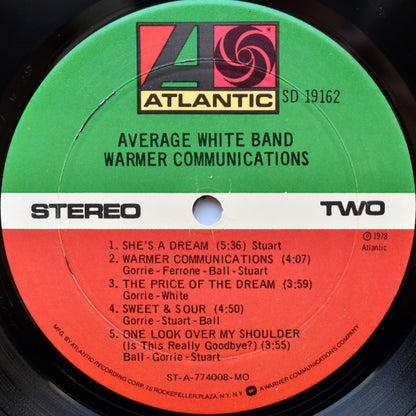 ATLANTIC
SD 19162
AVERAGE WHITE BAND
WARMER COMMUNICATIONS
STEREO
TWO
℗ 1978
Atlantic
1. SHE'S A DREAM (5:36) Stuart
2. WARMER COMMUNICATIONS (4:07)
Gorrie - Ferrone - Ball - Stuart
3. THE PRICE OF THE DREAM (3:59)
Gorrie - White
4. SWEET & SOUR (4:50)
Gorrie - Stuart - Ball
5. ONE LOOK OVER MY SHOULDER
(Is This Really Goodbye?) (3:55)
Ball - Gorrie - Stuart
ST-A-774008-MO
MFG. BY ATLANTIC RECORDING CORP. 75 ROCKEFELLER PLAZA, N.Y. N.Y. A WARNER COMMUNICATIONS COMPANY